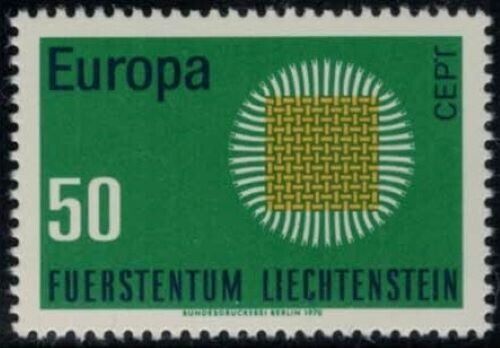 Europa
CEPT
50
FUERSTENTUM LIECHTENSTEIN
BUNDESDRUCKEREI BERLIN 1970